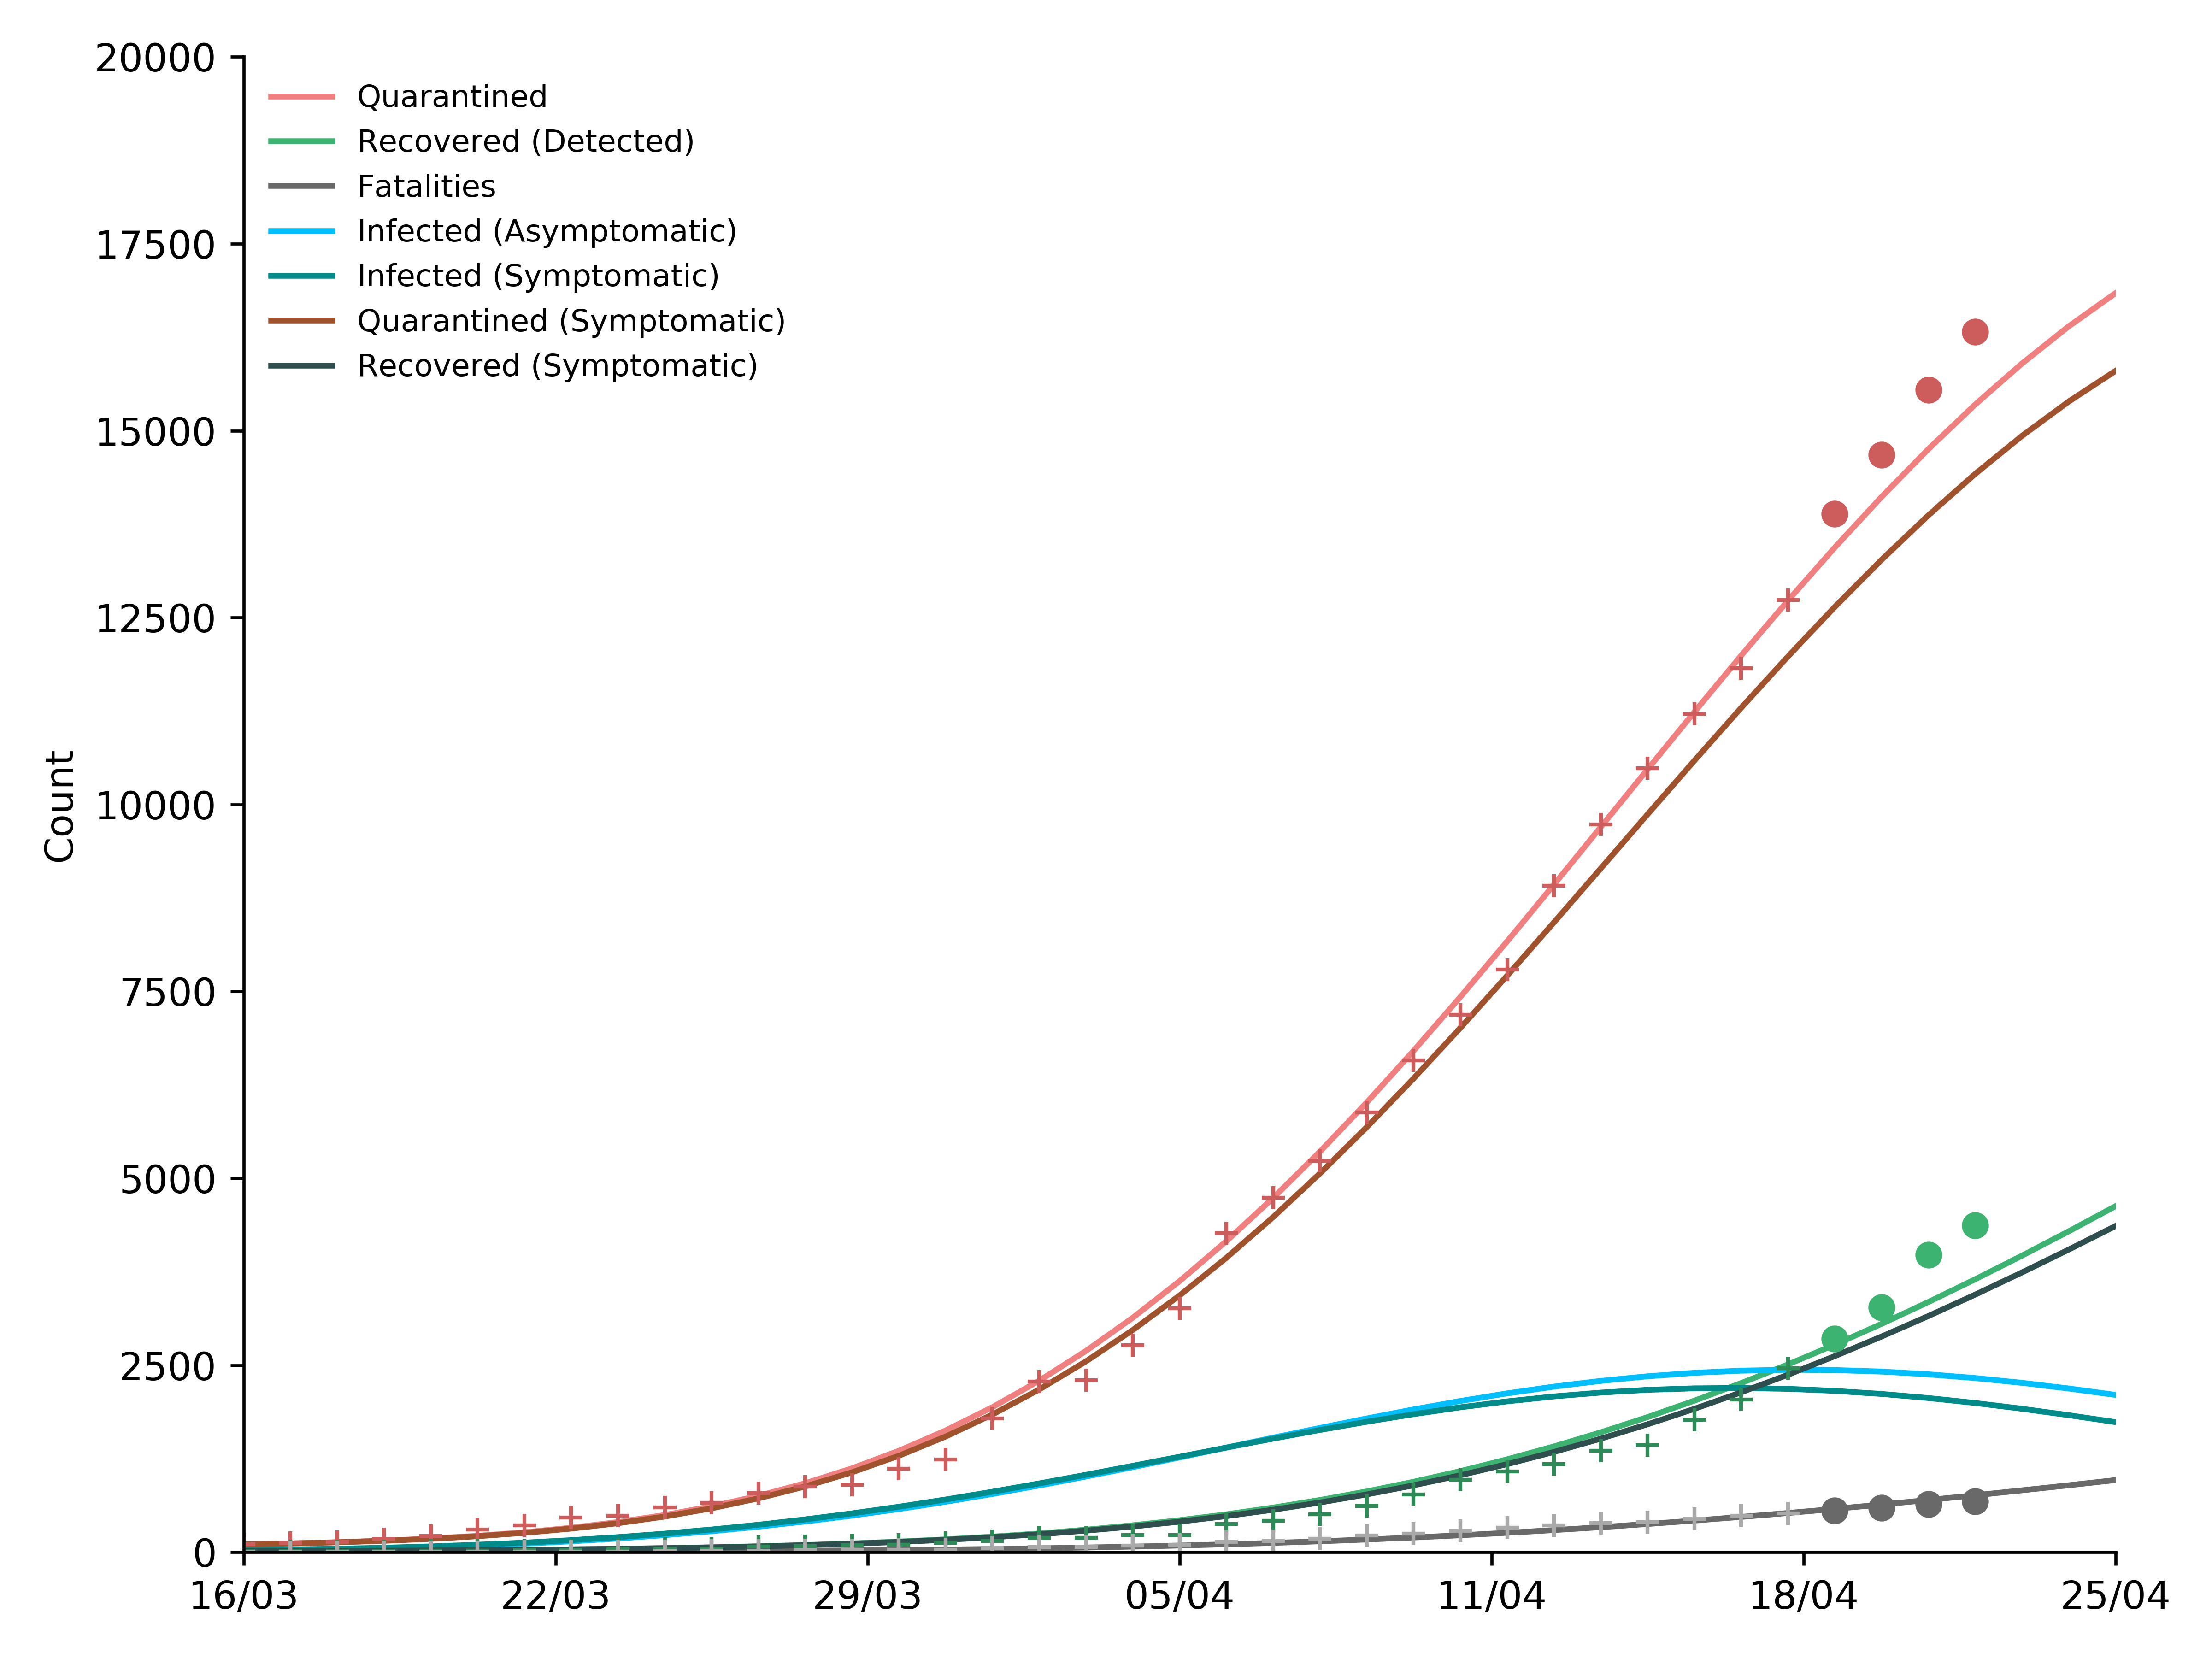 20000
17500
15000
12500
10000
7500
5000
2500
0
Count
Quarantined
Recovered (Detected)
Fatalities
Infected (Asymptomatic)
Infected (Symptomatic)
Quarantined (Symptomatic)
Recovered (Symptomatic)
16/03 22/03 29/03 05/04 11/04 18/04 25/04